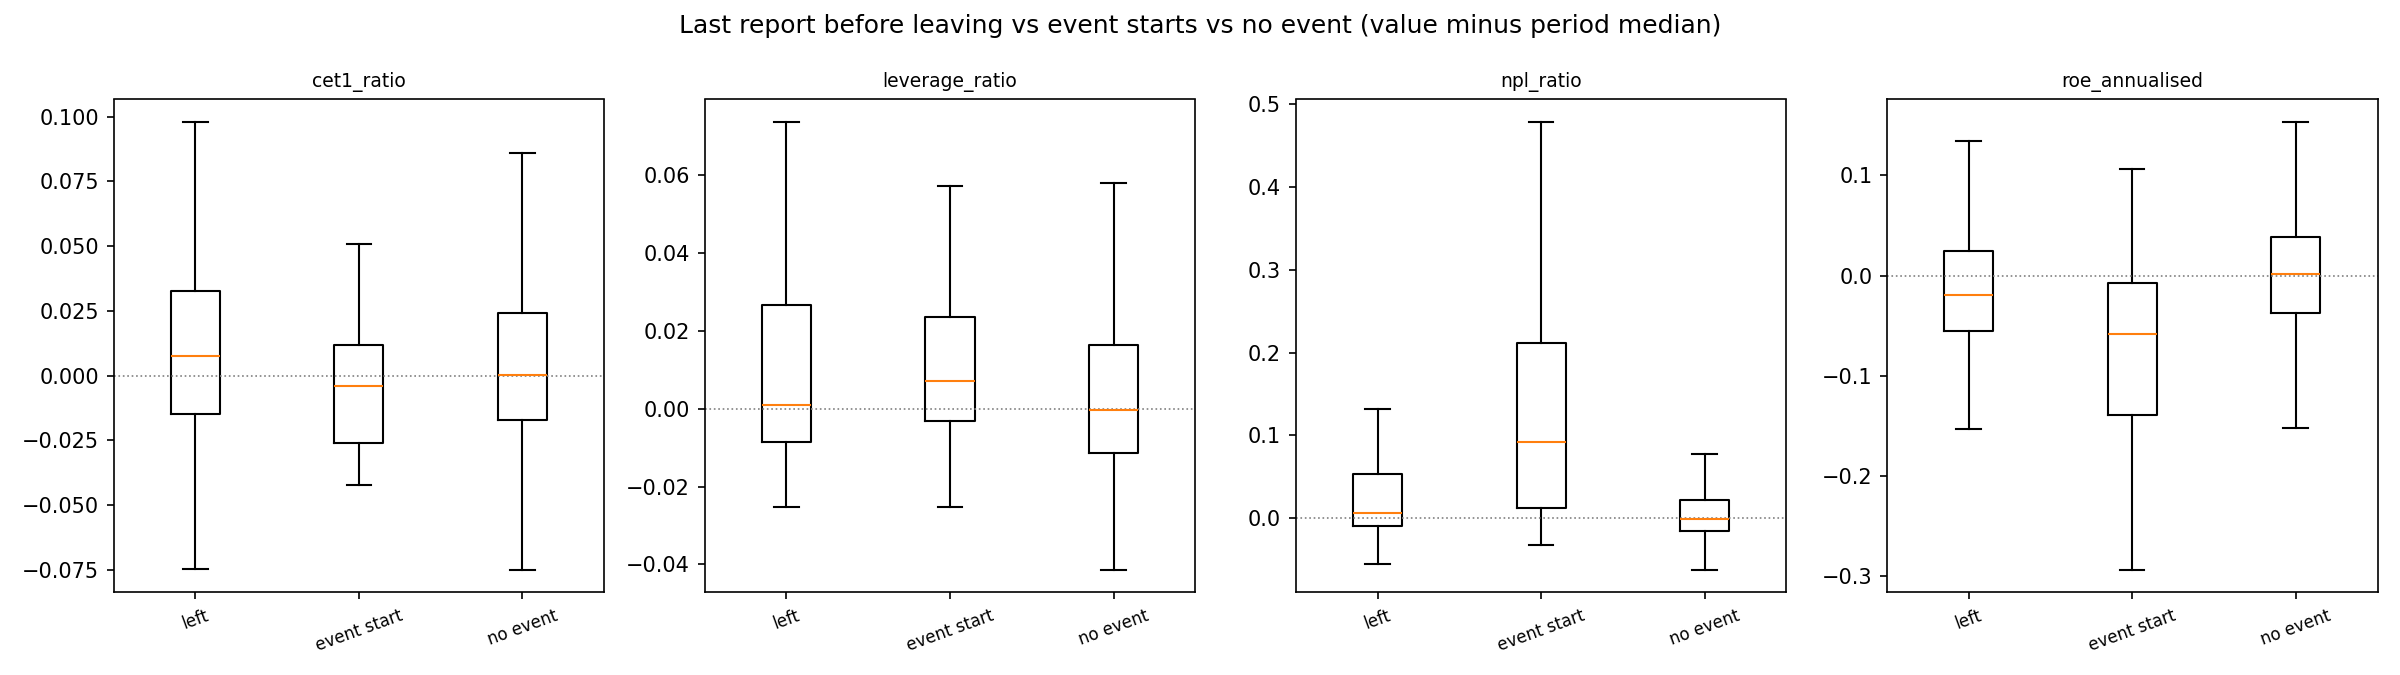 Last report before leaving vs event starts vs no event (value minus period median)
cet1_ratio
0.100
0.075
0.050
0.025
0.000
−0.025
−0.050
−0.075
left
event start
no event
leverage_ratio
0.06
0.04
0.02
0.00
−0.02
−0.04
left
event start
no event
npl_ratio
0.5
0.4
0.3
0.2
0.1
0.0
left
event start
no event
roe_annualised
0.1
0.0
−0.1
−0.2
−0.3
left
event start
no event